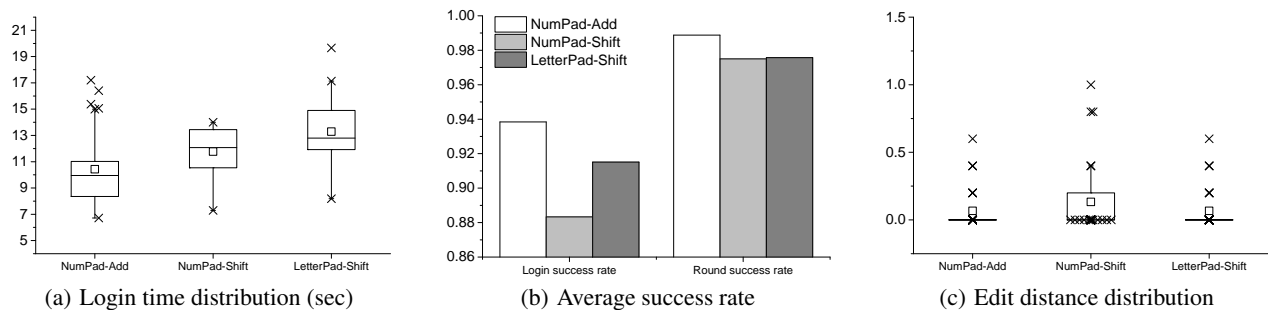 21
19
17
15
13
11
9
7
5
NumPad-Add NumPad-Shift LetterPad-Shift
(a) Login time distribution (sec)
1.00
0.98
0.96
0.94
0.92
0.90
0.88
0.86
NumPad-Add
NumPad-Shift
LetterPad-Shift
Login success rate Round success rate
(b) Average success rate
1.5
1.0
0.5
0.0
NumPad-Add NumPad-Shift LetterPad-Shift
(c) Edit distance distribution